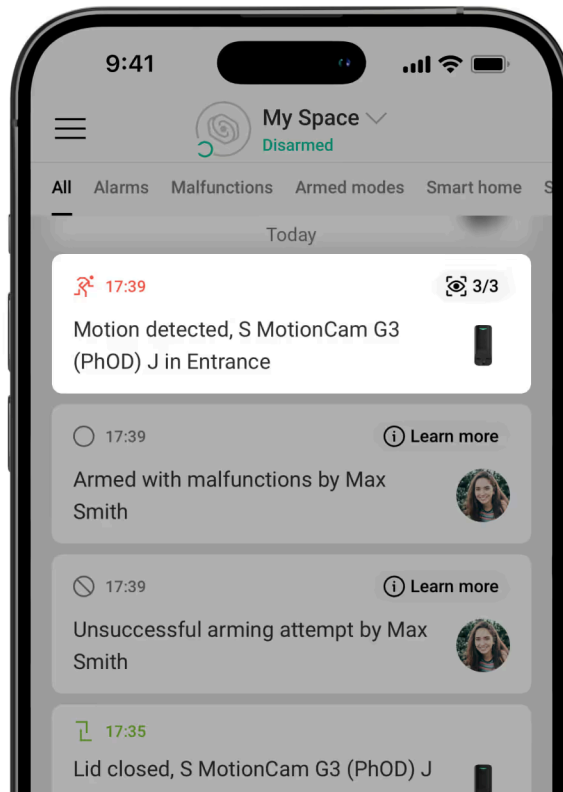 9:41
My Space
Disarmed
All Alarms Malfunctions Armed modes Smart home S
Today
17:39 3/3
Motion detected, S MotionCam G3
(PhOD) J in Entrance
17:39 Learn more
Armed with malfunctions by Max
Smith
17:39 Learn more
Unsuccessful arming attempt by Max
Smith
17:35
Lid closed, S MotionCam G3 (PhOD) J